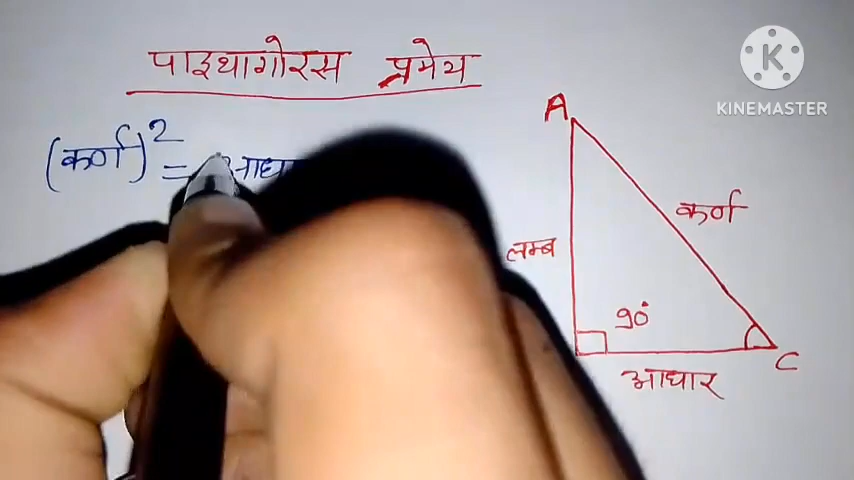 पाइथागोरस प्रमेय
K
KINEMASTER
A
(कर्ण)² =
कर्ण
लम्ब
90°
C
आधार